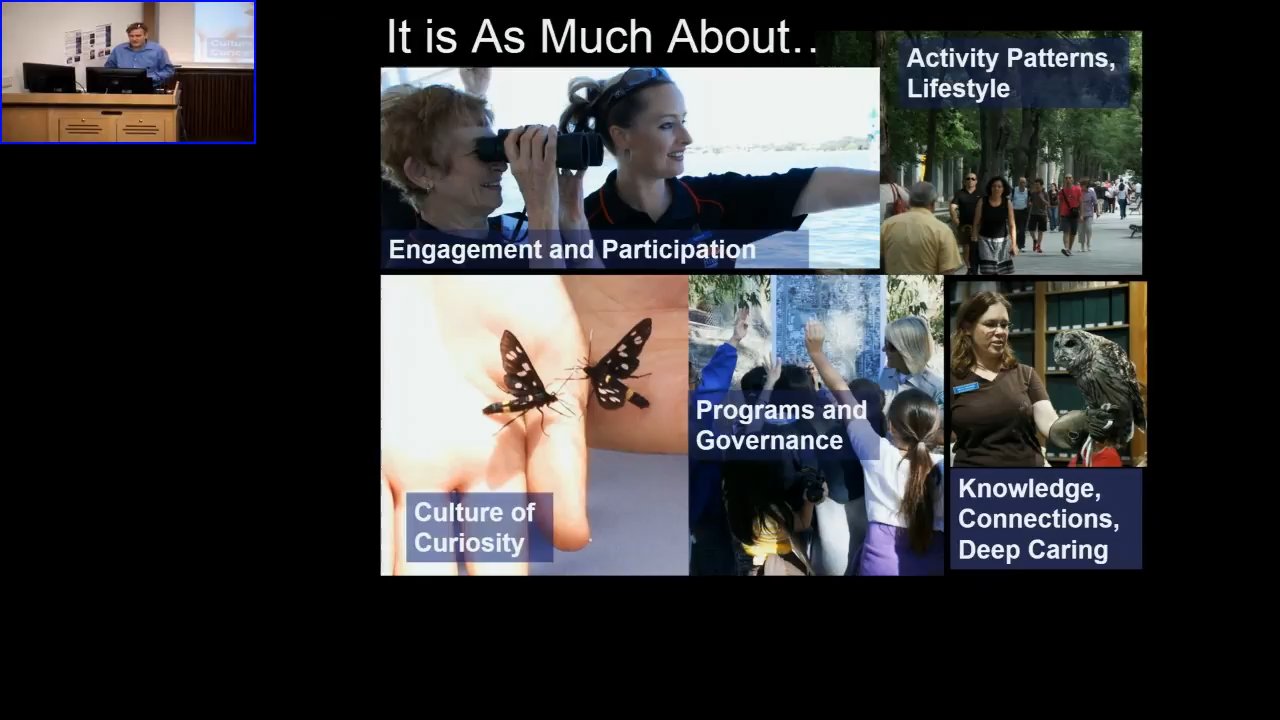 It is As Much About..
Activity Patterns,
Lifestyle
Engagement and Participation
Programs and
Governance
Culture of
Curiosity
Knowledge,
Connections,
Deep Caring